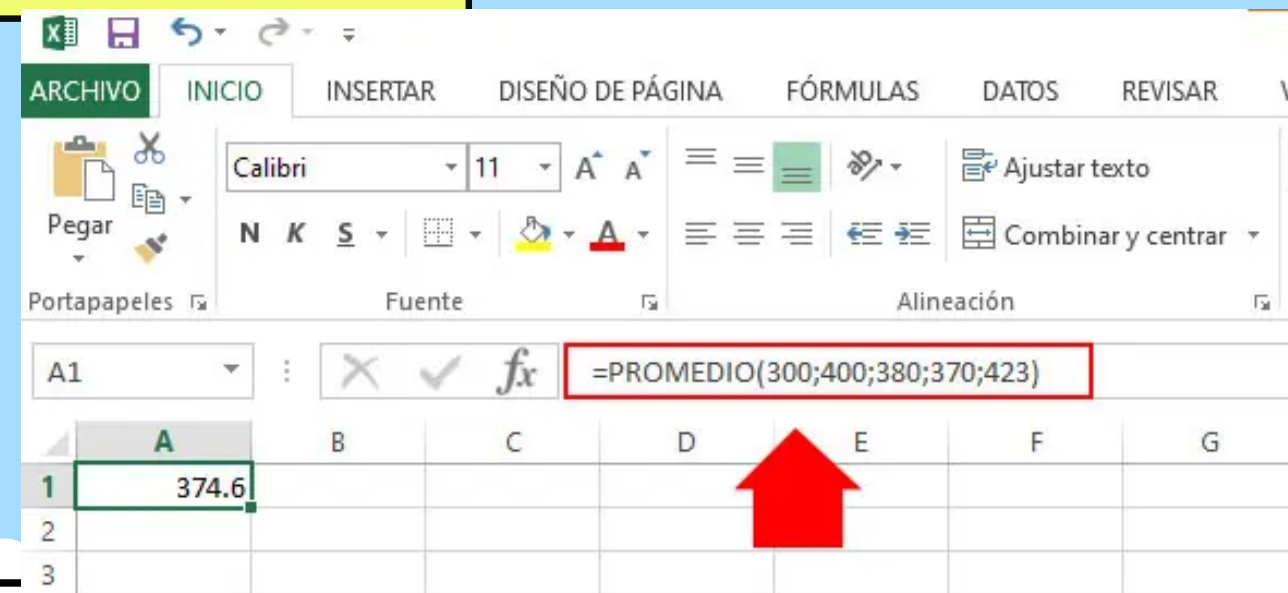 ARCHIVO INICIO INSERTAR DISEÑO DE PÁGINA FÓRMULAS DATOS REVISAR
Calibri 11 A A Ajustar texto
Pegar N K S A Combinar y centrar
Portapapeles Fuente Alineación
A1 fx =PROMEDIO(300;400;380;370;423)
A B C D E F G
1 374.6
2
3